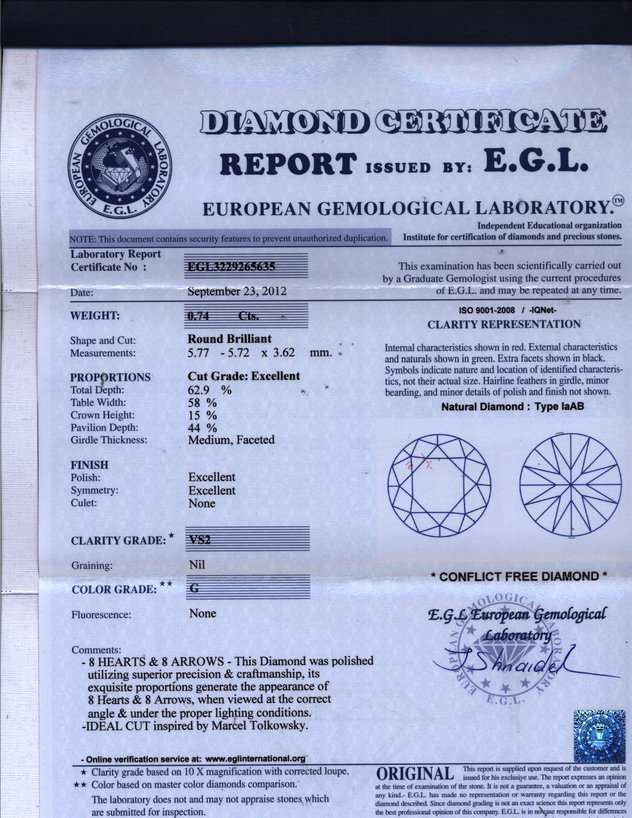 DIAMOND CERTIFICATE
REPORT ISSUED BY: E.G.L.
EUROPEAN GEMOLOGICAL LABORATORY E.G.L.
EUROPEAN GEMOLOGICAL LABORATORY.™
Independent Educational organization
Institute for certification of diamonds and precious stones.
NOTE: This document contains security features to prevent unauthorized duplication.
Laboratory Report
Certificate No : EGL3229265635
Date: September 23, 2012
WEIGHT: 0.74 Cts.
Shape and Cut: Round Brilliant
Measurements: 5.77 - 5.72 x 3.62 mm.
PROPORTIONS Cut Grade: Excellent
Total Depth: 62.9 %
Table Width: 58 %
Crown Height: 15 %
Pavilion Depth: 44 %
Girdle Thickness: Medium, Faceted
FINISH
Polish: Excellent
Symmetry: Excellent
Culet: None
CLARITY GRADE: * VS2
Graining: Nil
COLOR GRADE: ** G
Fluorescence: None
Comments:
- 8 HEARTS & 8 ARROWS - This Diamond was polished
utilizing superior precision & craftmanship, its
exquisite proportions generate the appearance of
8 Hearts & 8 Arrows, when viewed at the correct
angle & under the proper lighting conditions.
-IDEAL CUT inspired by Marcel Tolkowsky.
- Online verification service at: www.eglinternational.org
* Clarity grade based on 10 X magnification with corrected loupe.
** Color based on master color diamonds comparison.
The laboratory does not and may not appraise stones which
are submitted for inspection.
This examination has been scientifically carried out
by a Graduate Gemologist using the current procedures
of E.G.L. and may be repeated at any time.
ISO 9001-2008 / -IQNet-
CLARITY REPRESENTATION
Internal characteristics shown in red. External characteristics
and naturals shown in green. Extra facets shown in black.
Symbols indicate nature and location of identified characteris-
tics, not their actual size. Hairline feathers in girdle, minor
bearding, and minor details of polish and finish not shown.
Natural Diamond : Type IaAB
* CONFLICT FREE DIAMOND *
E.G.L European Gemological
Laboratory
EUROPEAN GEMOLOGICAL LABORATORY E.G.L.
ORIGINAL This report is supplied upon request of the customer and is
issued for his exclusiye use. The report expresses an opinion
at the time of examination of the stone. It is not a guarantee, a valuation or an appraisal of
any kind.- E.G.L. has made no representation or warranty regarding this report or the
diamond described. Since diamond grading is not an exact science this report represents only
the best professional opinion of this company. E.G.L. is in no case responsible for differences